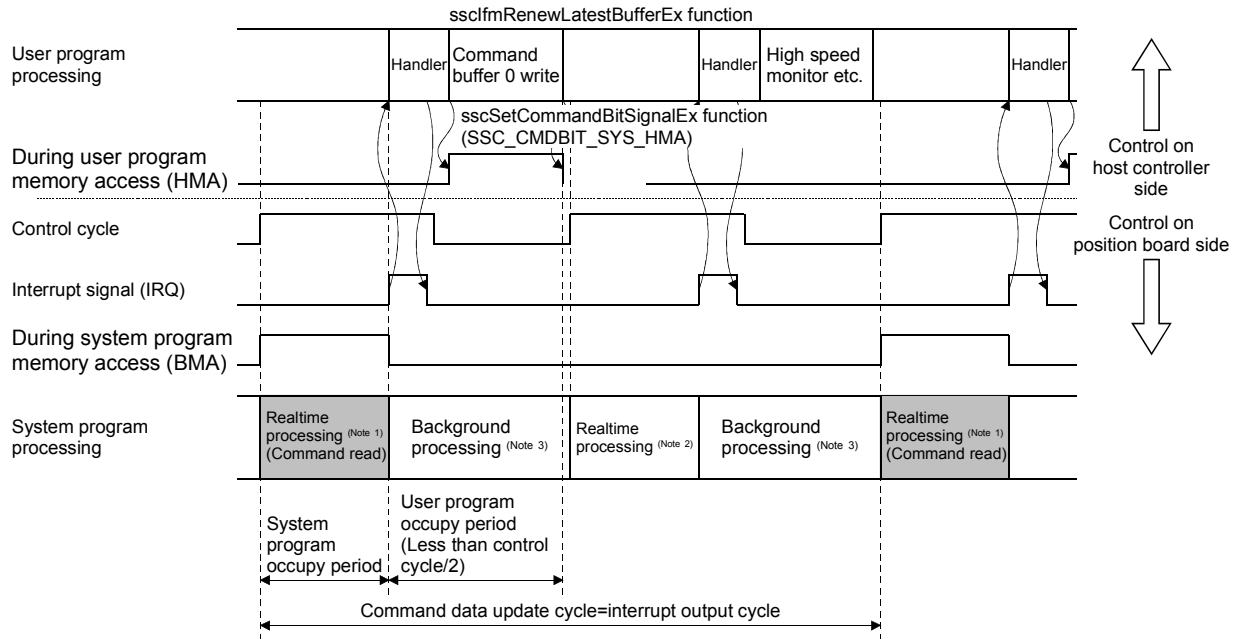 sscIfmRenewLatestBufferEx function
User program
processing
Handler
Command
buffer 0 write
Handler
High speed
monitor etc.
Handler
sscSetCommandBitSignalEx function
(SSC_CMDBIT_SYS_HMA)
During user program
memory access (HMA)
Control on
host controller
side
Control cycle
Control on
position board side
Interrupt signal (IRQ)
During system program
memory access (BMA)
System program
processing
Realtime
processing (Note 1)
(Command read)
Background
processing (Note 3)
Realtime
processing (Note 2)
Background
processing (Note 3)
Realtime
processing (Note 1)
(Command read)
System
program
occupy period
User program
occupy period
(Less than control
cycle/2)
Command data update cycle=interrupt output cycle